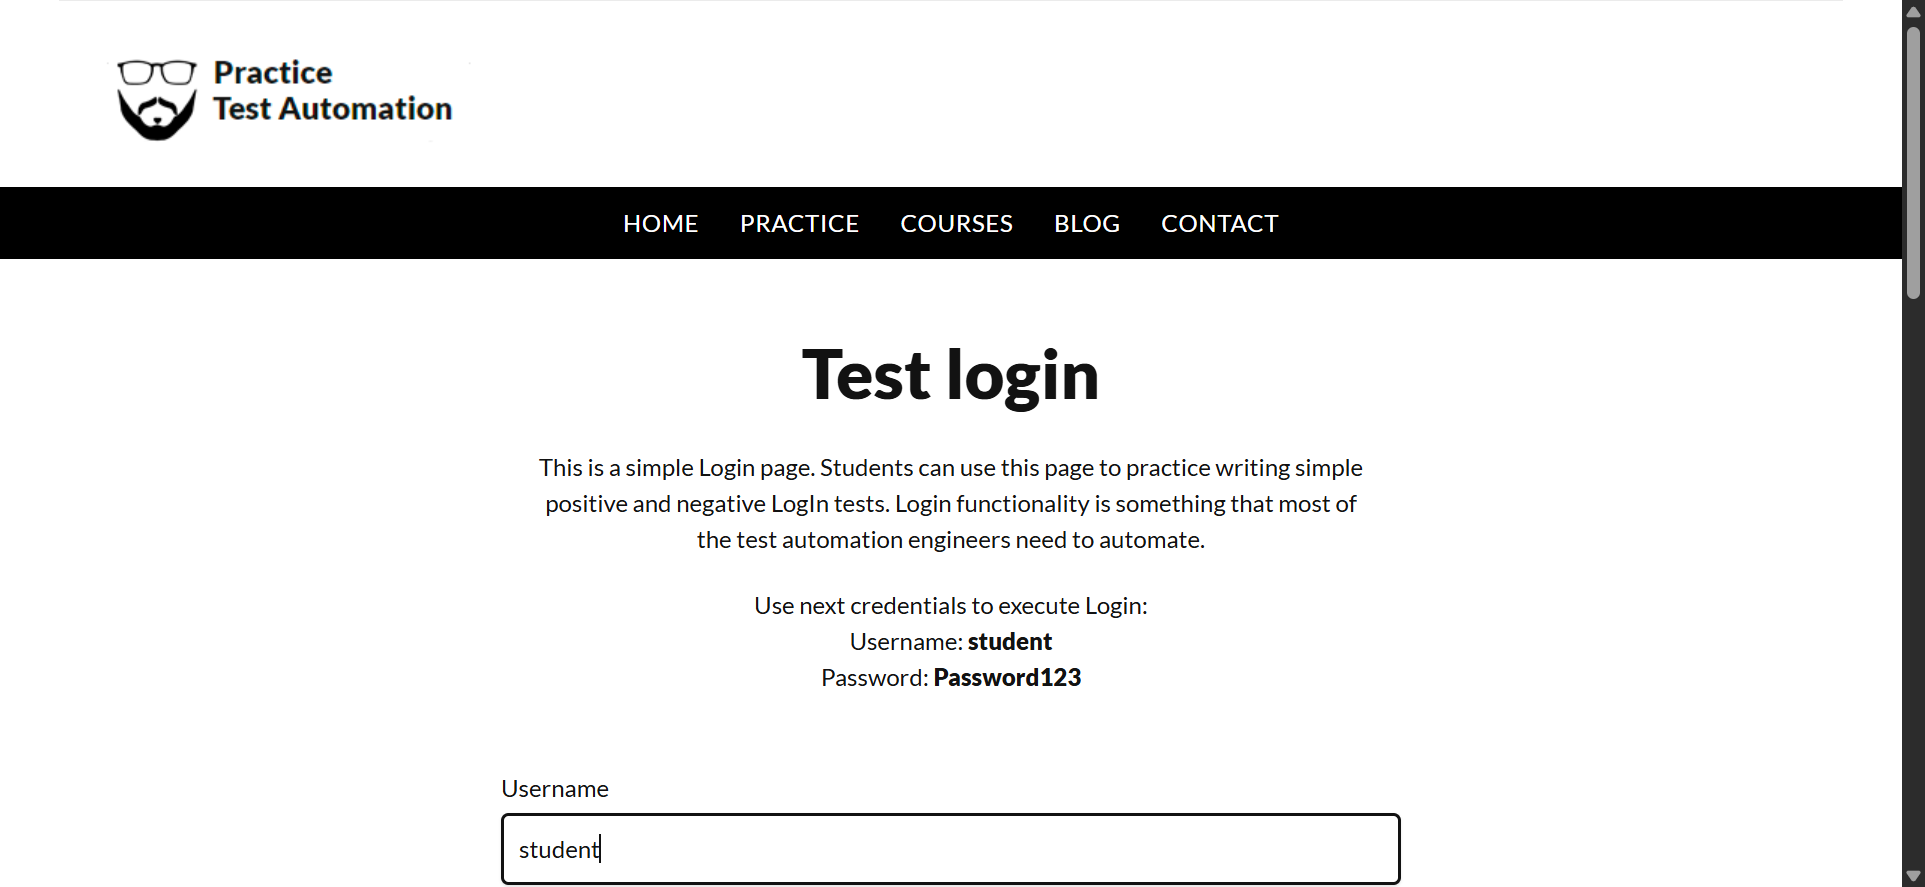 Practice
Test Automation
HOME PRACTICE COURSES BLOG CONTACT
Test login
This is a simple Login page. Students can use this page to practice writing simple
positive and negative LogIn tests. Login functionality is something that most of
the test automation engineers need to automate.
Use next credentials to execute Login:
Username: student
Password: Password123
Username
student